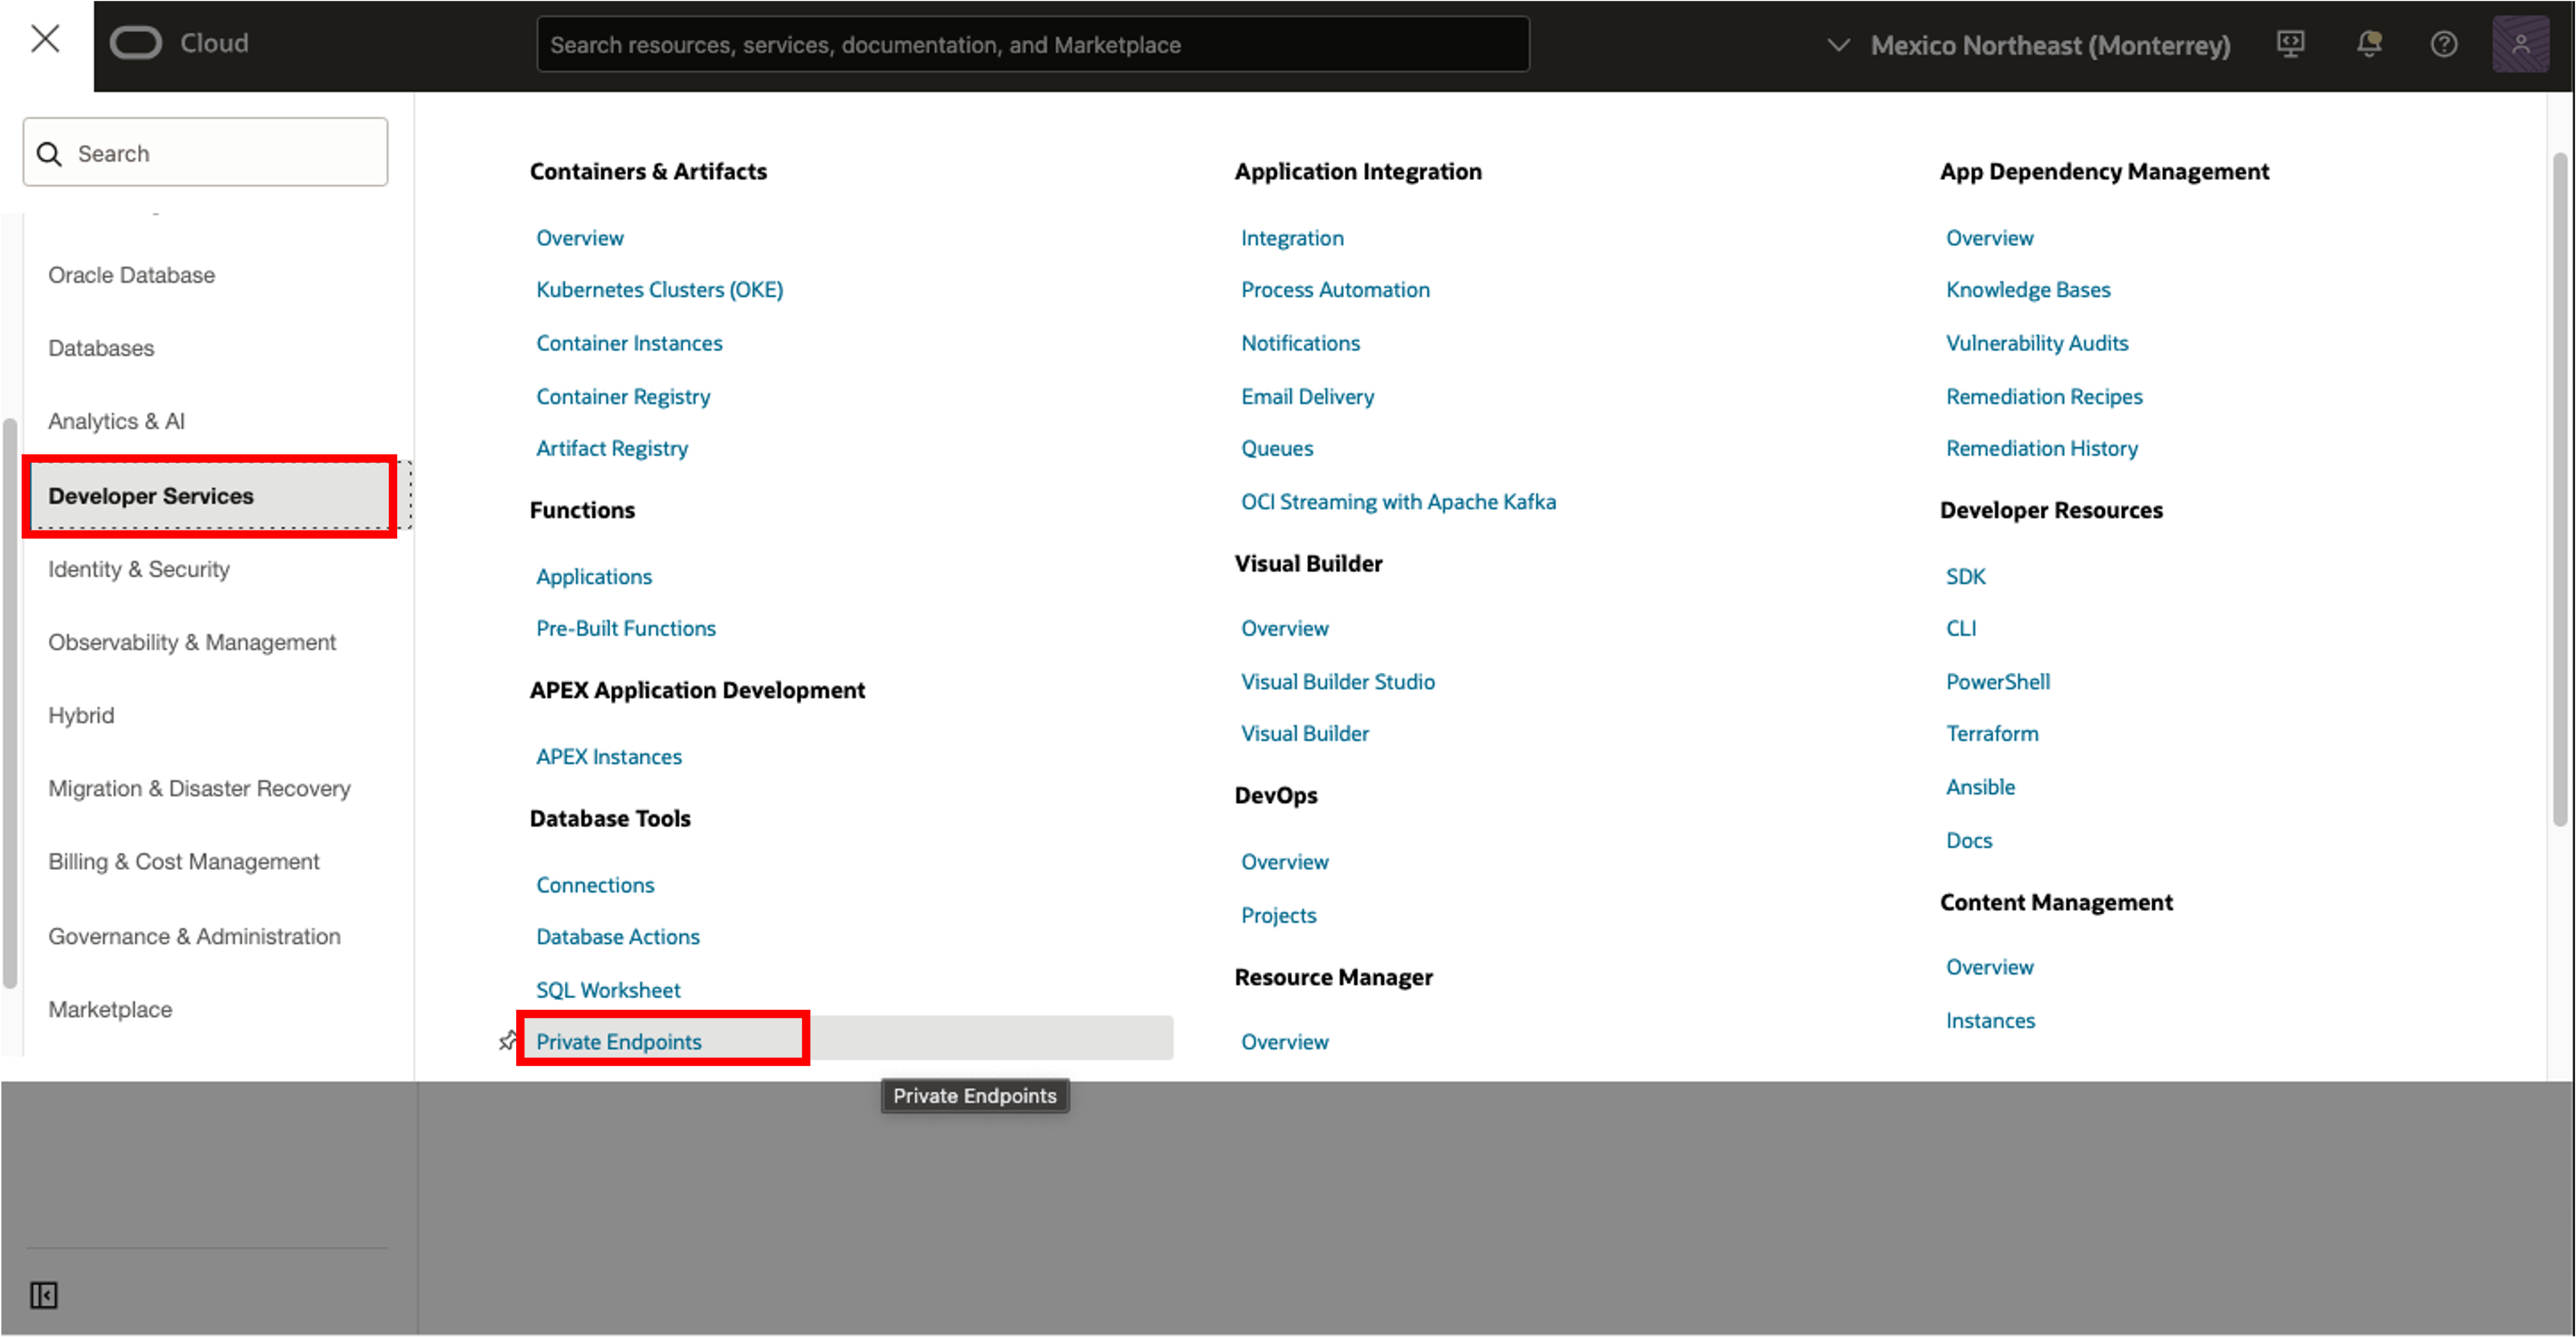 Cloud
Search resources, services, documentation, and Marketplace
Mexico Northeast (Monterrey)
Search
Oracle Database
Databases
Analytics & AI
Developer Services
Identity & Security
Observability & Management
Hybrid
Migration & Disaster Recovery
Billing & Cost Management
Governance & Administration
Marketplace
Containers & Artifacts
Overview
Kubernetes Clusters (OKE)
Container Instances
Container Registry
Artifact Registry
Functions
Applications
Pre-Built Functions
APEX Application Development
APEX Instances
Database Tools
Connections
Database Actions
SQL Worksheet
Private Endpoints
Private Endpoints
Application Integration
Integration
Process Automation
Notifications
Email Delivery
Queues
OCI Streaming with Apache Kafka
Visual Builder
Overview
Visual Builder Studio
Visual Builder
DevOps
Overview
Projects
Resource Manager
Overview
App Dependency Management
Overview
Knowledge Bases
Vulnerability Audits
Remediation Recipes
Remediation History
Developer Resources
SDK
CLI
PowerShell
Terraform
Ansible
Docs
Content Management
Overview
Instances